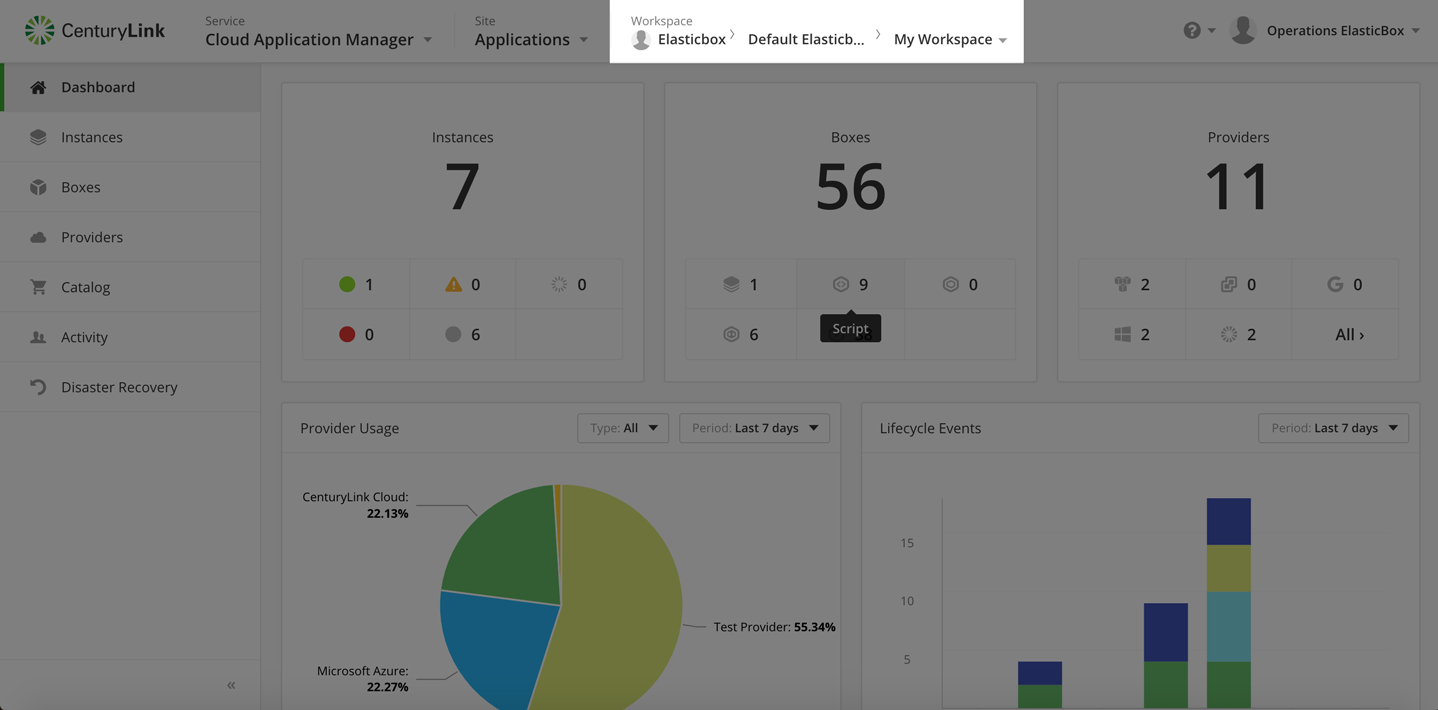 CenturyLink
Service
Cloud Application Manager
Site
Applications
Workspace
Elasticbox › Default Elasticb... › My Workspace
?
Operations ElasticBox
Dashboard
Instances
Boxes
Providers
Catalog
Activity
Disaster Recovery
«
Instances
7
1 0 0
0 6
Boxes
56
1 9 0
6
Script
Providers
11
2 0 0
2 2 All ›
Provider Usage
Type: All
Period: Last 7 days
CenturyLink Cloud:
22.13%
Test Provider: 55.34%
Microsoft Azure:
22.27%
Lifecycle Events
Period: Last 7 days
15
10
5